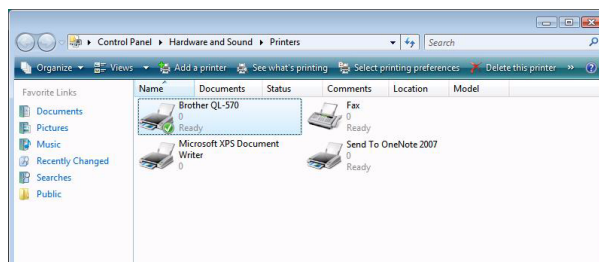 Control Panel ▸ Hardware and Sound ▸ Printers
Search
Organize Views Add a printer See what's printing Select printing preferences Delete this printer »
Favorite Links
Documents
Pictures
Music
Recently Changed
Searches
Public
Name Documents Status Comments Location Model
Brother QL-570
0
Ready
Fax
0
Ready
Microsoft XPS Document
Writer
0
Send To OneNote 2007
0
Ready